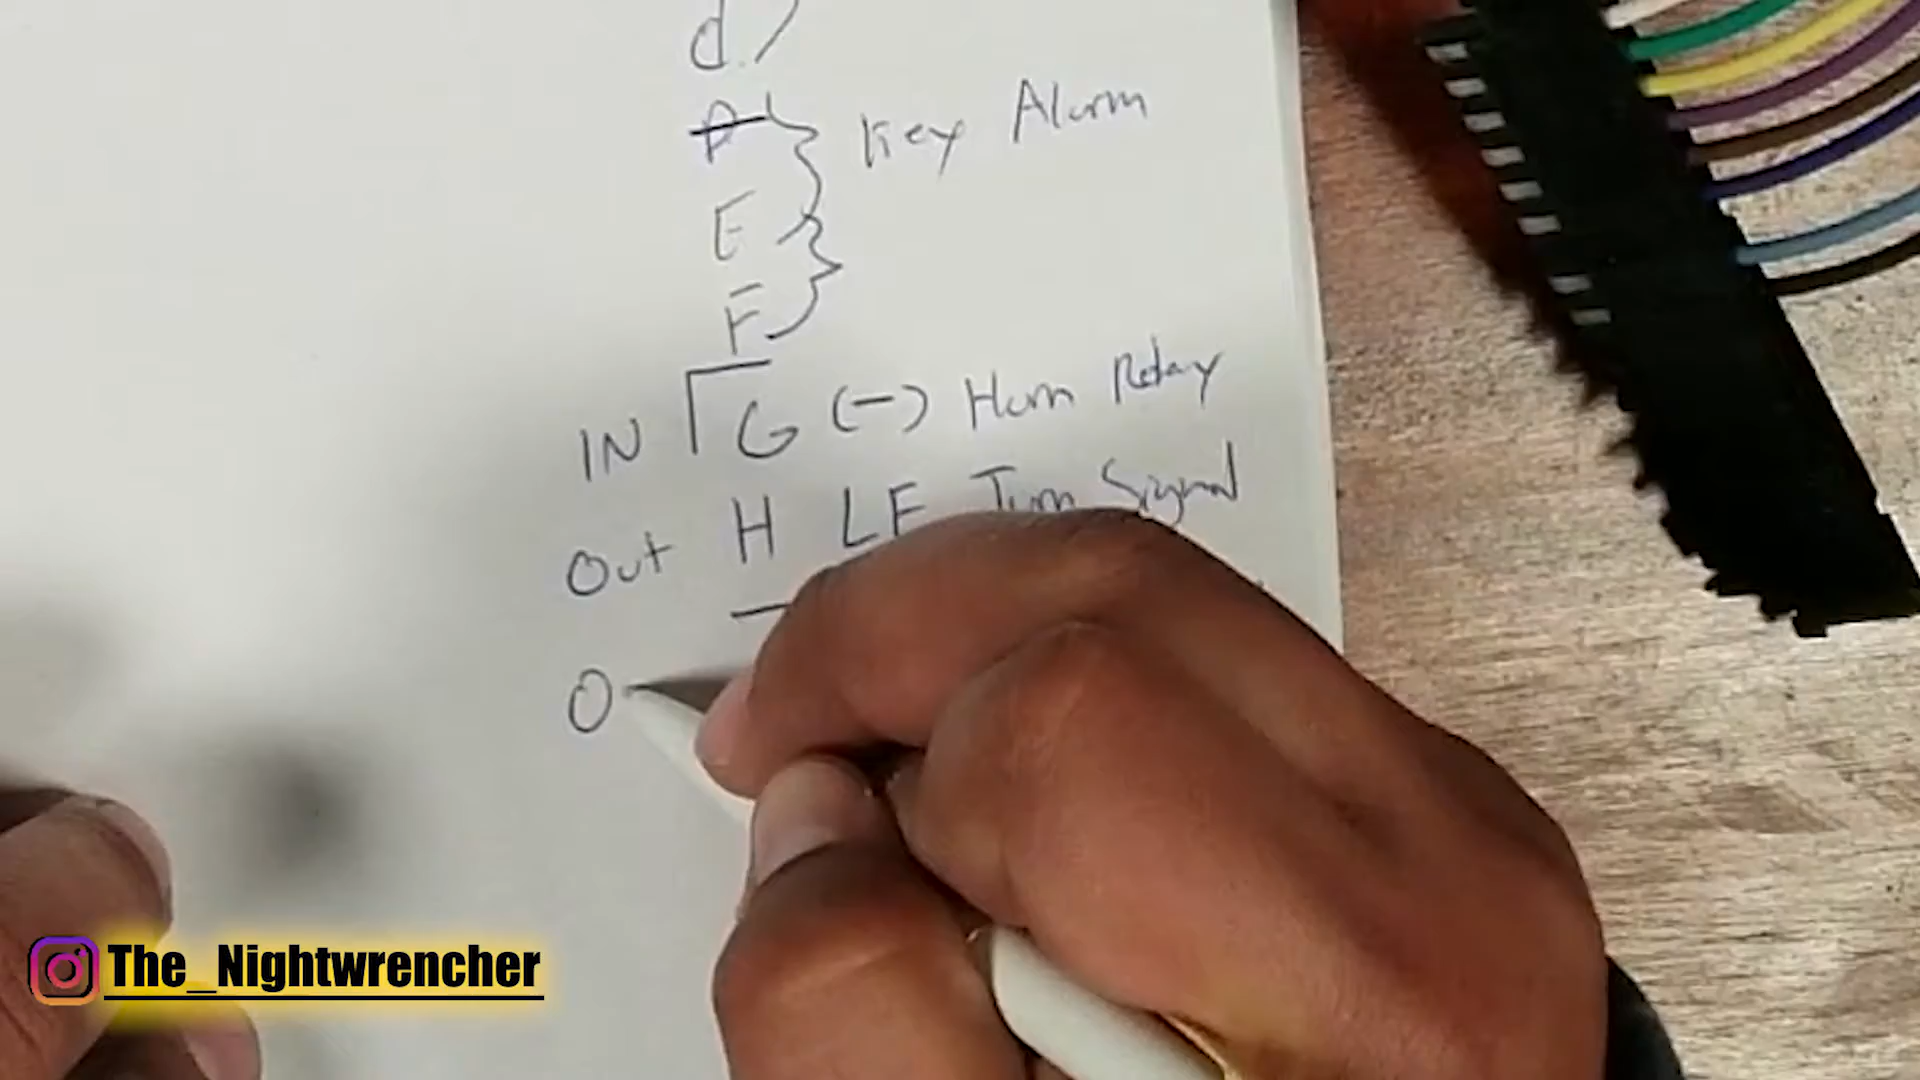 d.
D Key Alarm
E
F
IN G (-) Horn Relay
Out H LF Turn Signal
O
The_Nightwrencher